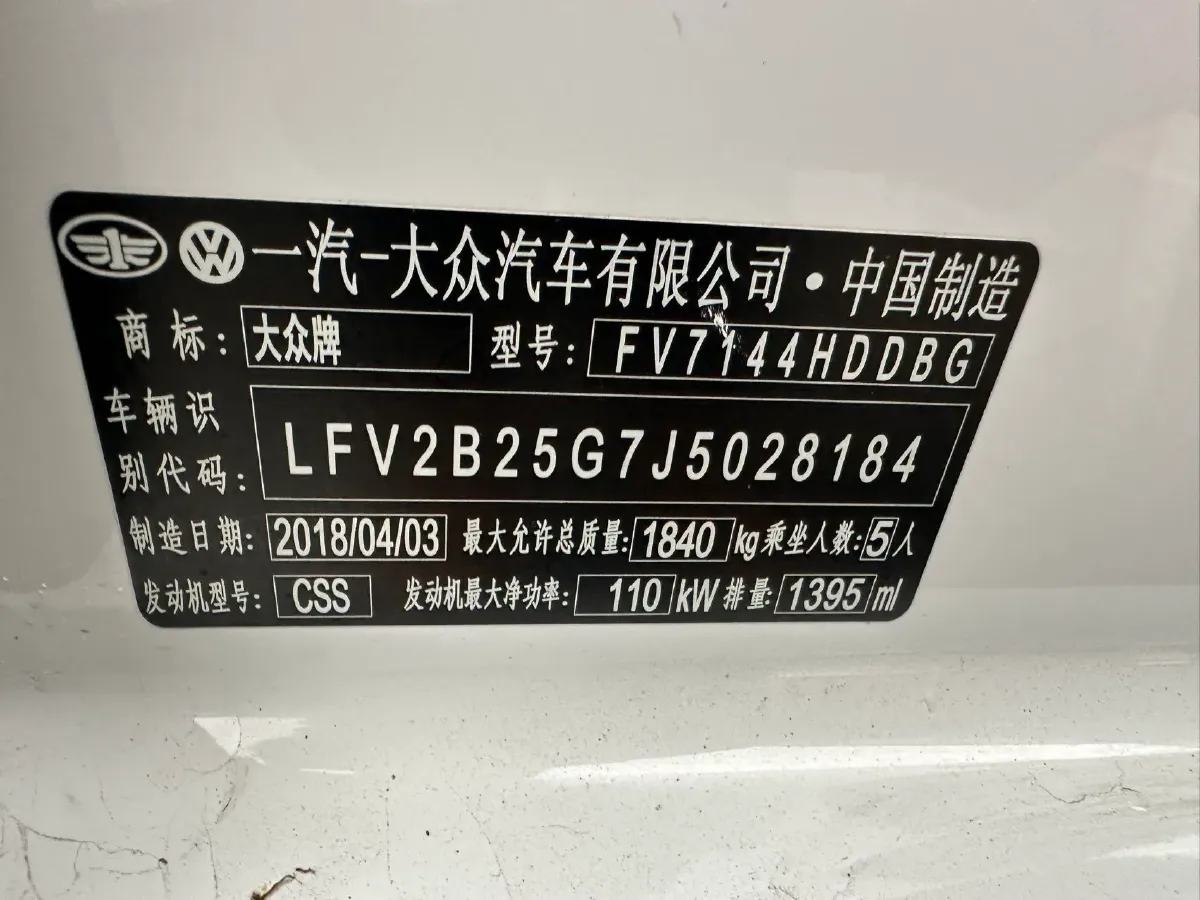 一汽-大众汽车有限公司·中国制造
商标: 大众牌 型号: FV7144HDDBG
车辆识
别代码: LFV2B25G7J5028184
制造日期: 2018/04/03 最大允许总质量: 1840 kg 乘坐人数: 5 人
发动机型号: CSS 发动机最大净功率: 110 kW 排量: 1395 ml